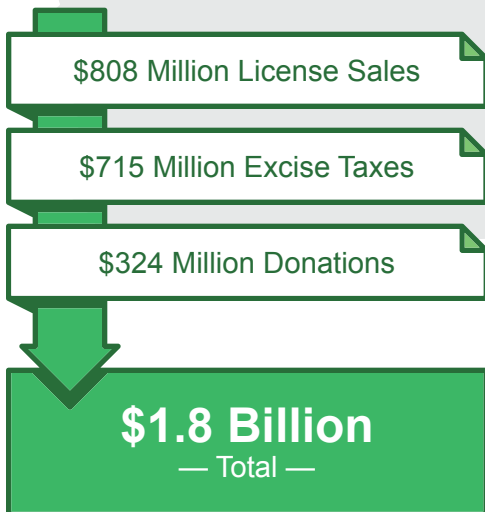 $808 Million License Sales
$715 Million Excise Taxes
$324 Million Donations
$1.8 Billion
— Total —